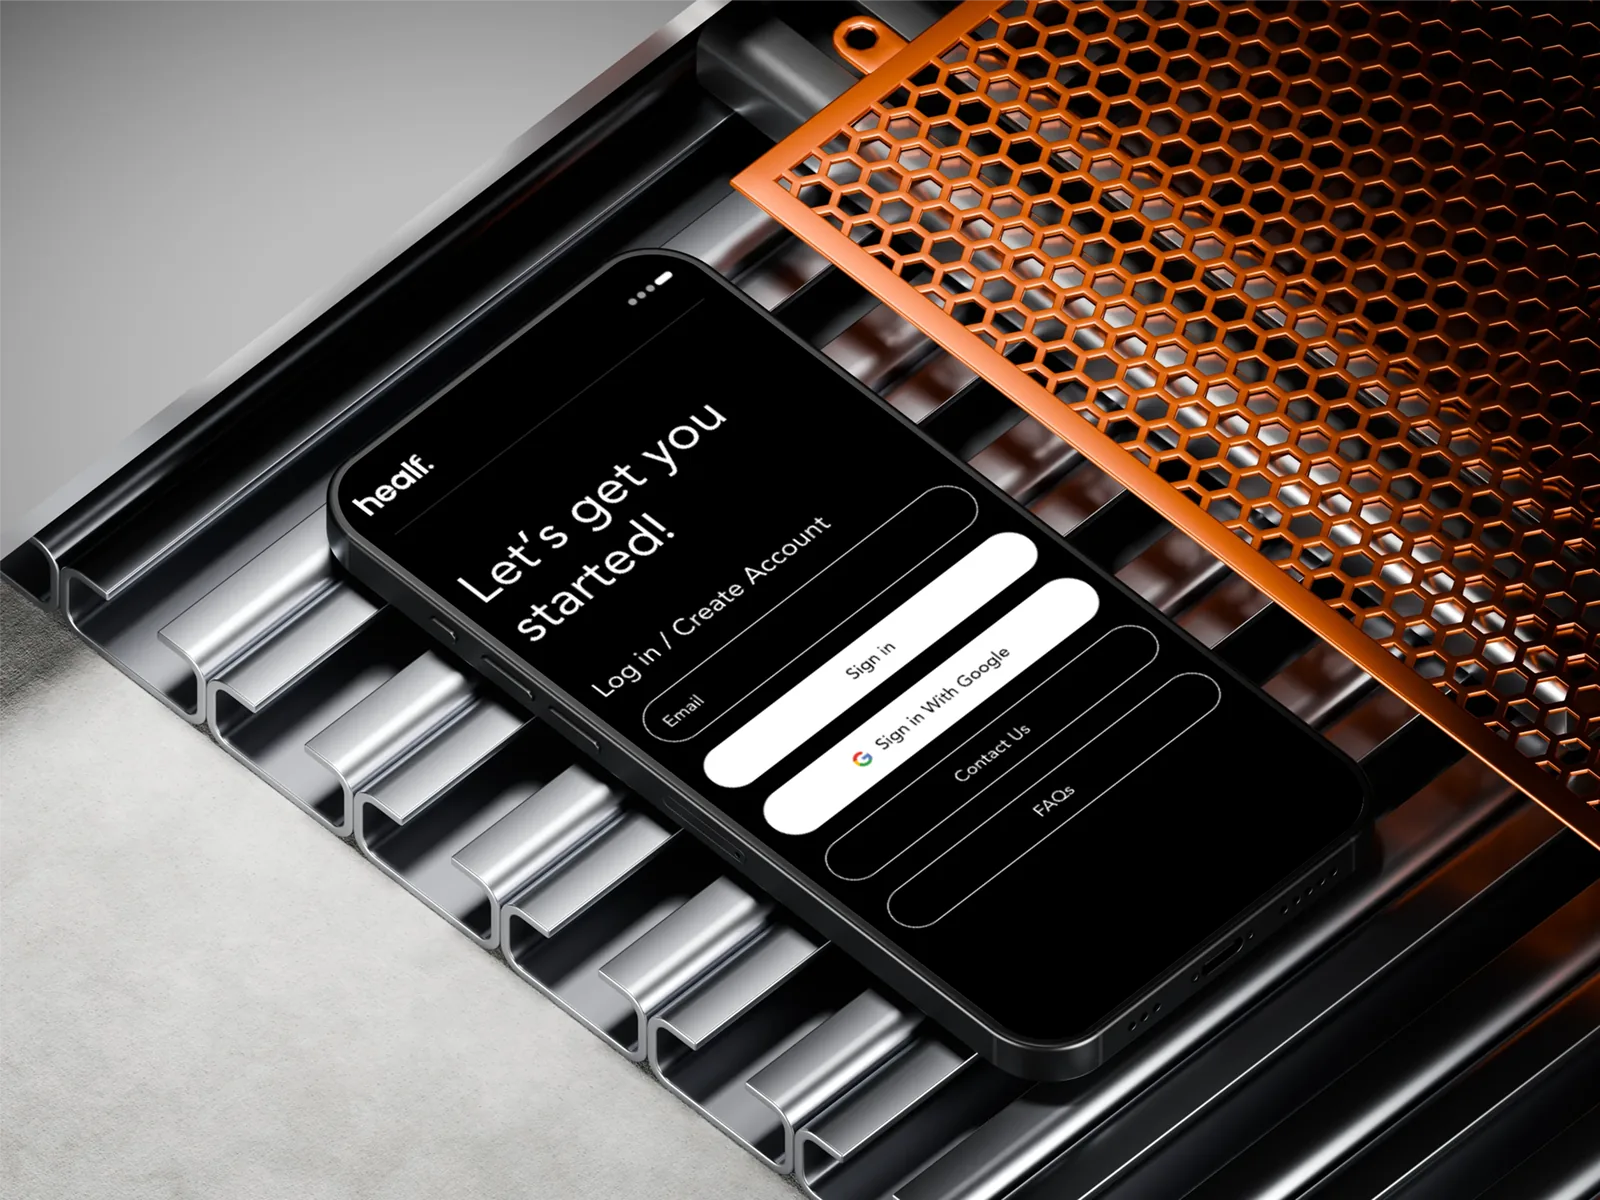 healf.
Let's get you
started!
Log in / Create Account
Email
Sign in
Sign in With Google
Contact Us
FAQs